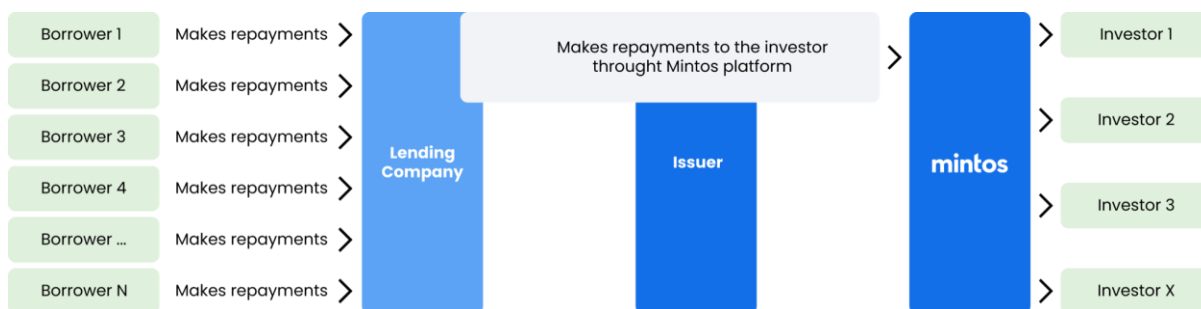 Borrower 1
Makes repayments
Makes repayments to the investor
throught Mintos platform
Investor 1
Borrower 2
Makes repayments
Investor 2
Borrower 3
Makes repayments
Lending
Company
Issuer
mintos
Borrower 4
Makes repayments
Investor 3
Borrower ...
Makes repayments
Borrower N
Makes repayments
Investor X